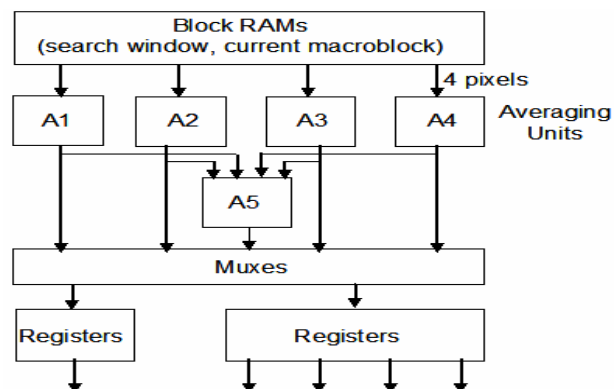 Block RAMs
(search window, current macroblock)
4 pixels
A1
A2
A3
A4
Averaging
Units
A5
Muxes
Registers
Registers